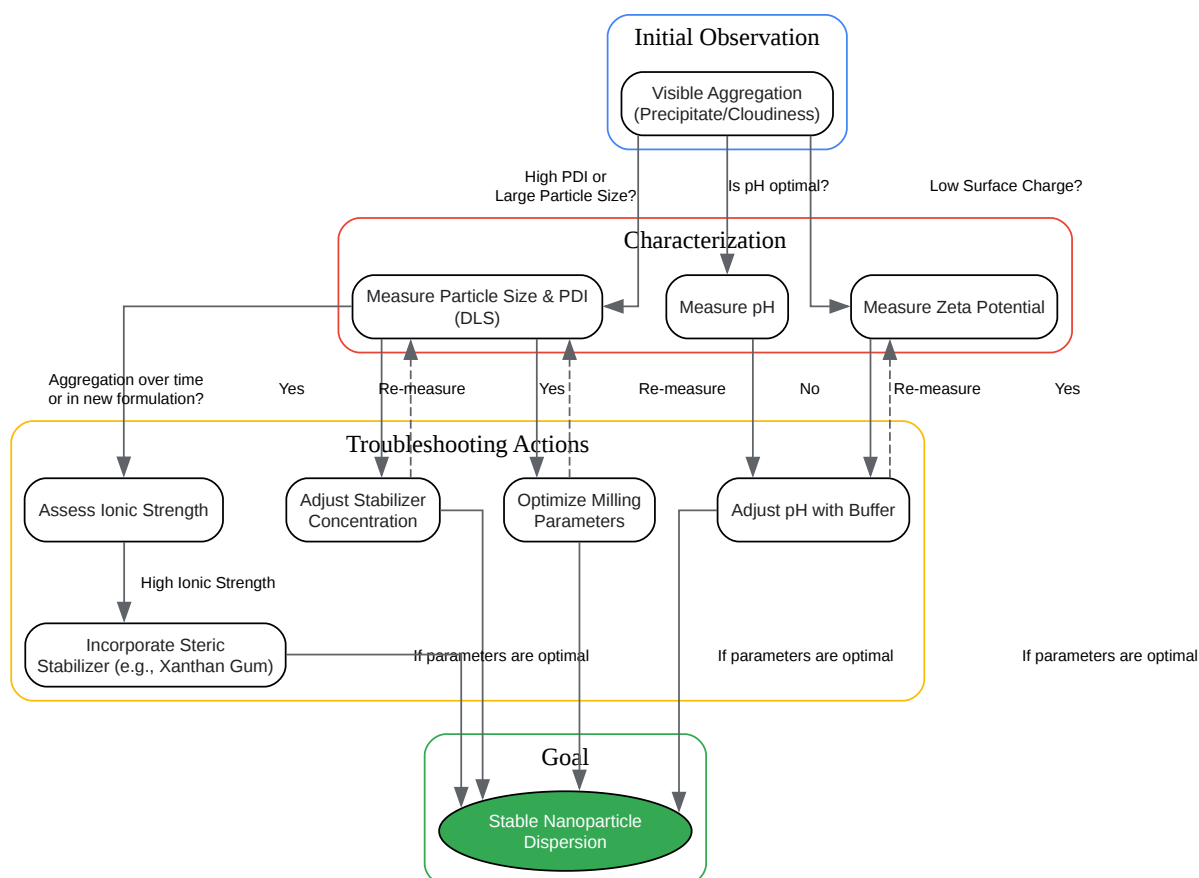 Initial Observation
Visible Aggregation
(Precipitate/Cloudiness)
High PDI or
Large Particle Size?
Is pH optimal?
Low Surface Charge?
Characterization
Measure Particle Size & PDI
(DLS)
Measure pH
Measure Zeta Potential
Aggregation over time
or in new formulation?
Yes
Re-measure
Yes
Re-measure
No
Re-measure
Yes
Troubleshooting Actions
Assess Ionic Strength
Adjust Stabilizer
Concentration
Optimize Milling
Parameters
Adjust pH with Buffer
High Ionic Strength
Incorporate Steric
Stabilizer (e.g., Xanthan Gum)
If parameters are optimal
If parameters are optimal
If parameters are optimal
Goal
Stable Nanoparticle
Dispersion